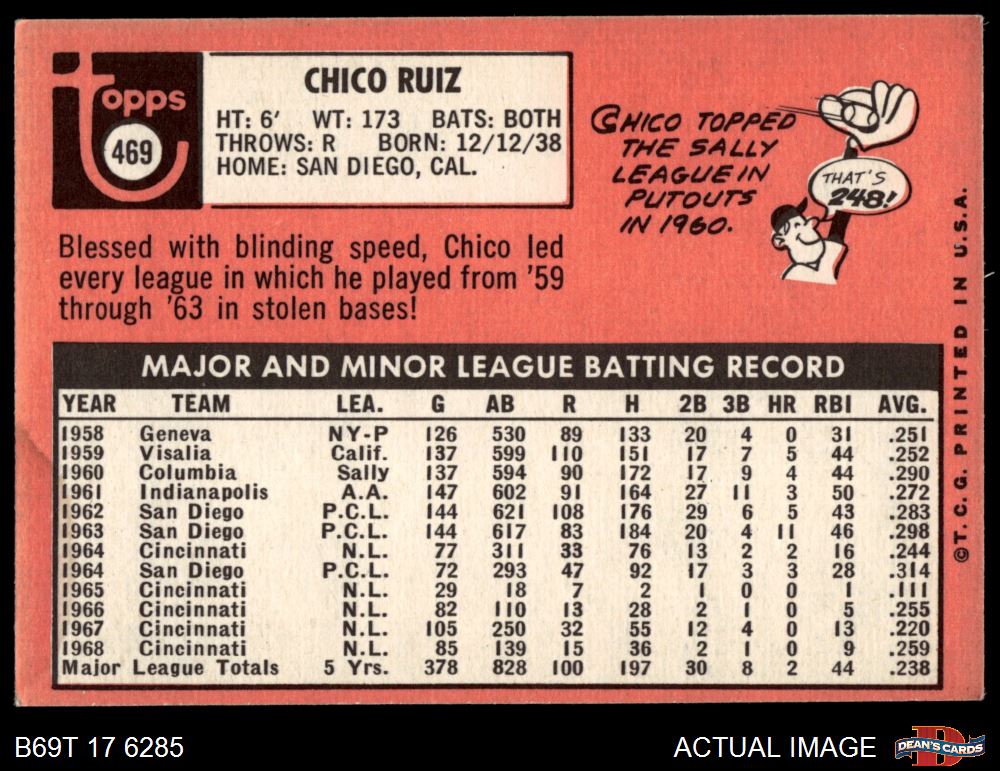 Topps
469
CHICO RUIZ
HT: 6' WT: 173 BATS: BOTH
THROWS: R BORN: 12/12/38
HOME: SAN DIEGO, CAL.
CHICO TOPPED
THE SALLY
LEAGUE IN
PUTOUTS
IN 1960.
THAT'S
248!
Blessed with blinding speed, Chico led
every league in which he played from '59
through '63 in stolen bases!
MAJOR AND MINOR LEAGUE BATTING RECORD
YEAR TEAM LEA. G AB R H 2B 3B HR RBI AVG.
1958 Geneva NY-P 126 530 89 133 20 4 0 31 .251
1959 Visalia Calif. 137 599 110 151 17 7 5 44 .252
1960 Columbia Sally 137 594 90 172 17 9 4 44 .290
1961 Indianapolis A.A. 147 602 91 164 27 11 3 50 .272
1962 San Diego P.C.L. 144 621 108 176 29 6 5 43 .283
1963 San Diego P.C.L. 144 617 83 184 20 4 11 46 .298
1964 Cincinnati N.L. 77 311 33 76 13 2 2 16 .244
1964 San Diego P.C.L. 72 293 47 92 17 3 3 28 .314
1965 Cincinnati N.L. 29 18 7 2 1 0 0 1 .111
1966 Cincinnati N.L. 82 110 13 28 2 1 0 5 .255
1967 Cincinnati N.L. 105 250 32 55 12 4 0 13 .220
1968 Cincinnati N.L. 85 139 15 36 2 1 0 9 .259
Major League Totals 5 Yrs. 378 828 100 197 30 8 2 44 .238
©T.C.G. PRINTED IN U.S.A.
B69T 17 6285
ACTUAL IMAGE
D
DEAN'S CARDS